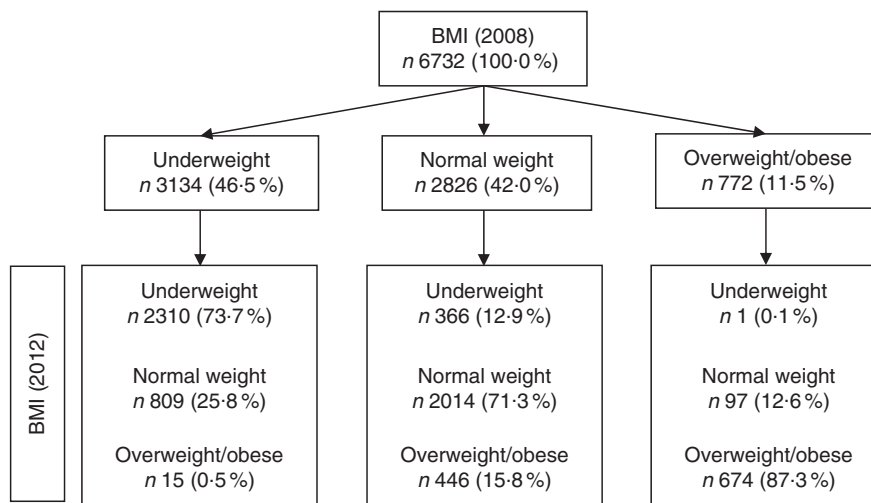 BMI (2008)
n 6732 (100·0 %)
Underweight
n 3134 (46·5 %)
Normal weight
n 2826 (42·0 %)
Overweight/obese
n 772 (11·5 %)
BMI (2012)
Underweight
n 2310 (73·7 %)
Normal weight
n 809 (25·8 %)
Overweight/obese
n 15 (0·5 %)
Underweight
n 366 (12·9 %)
Normal weight
n 2014 (71·3 %)
Overweight/obese
n 446 (15·8 %)
Underweight
n 1 (0·1 %)
Normal weight
n 97 (12·6 %)
Overweight/obese
n 674 (87·3 %)